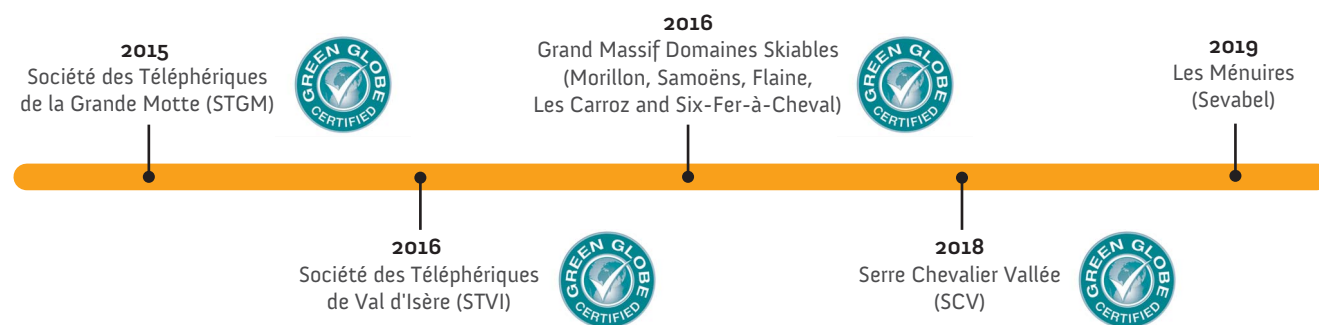 2015
Société des Téléphériques
de la Grande Motte (STGM)
GREEN GLOBE
CERTIFIED
2016
Société des Téléphériques
de Val d'Isère (STVI)
GREEN GLOBE
CERTIFIED
2016
Grand Massif Domaines Skiables
(Morillon, Samoëns, Flaine,
Les Carroz and Six-Fer-à-Cheval)
GREEN GLOBE
CERTIFIED
2018
Serre Chevalier Vallée
(SCV)
GREEN GLOBE
CERTIFIED
2019
Les Ménuires
(Sevabel)